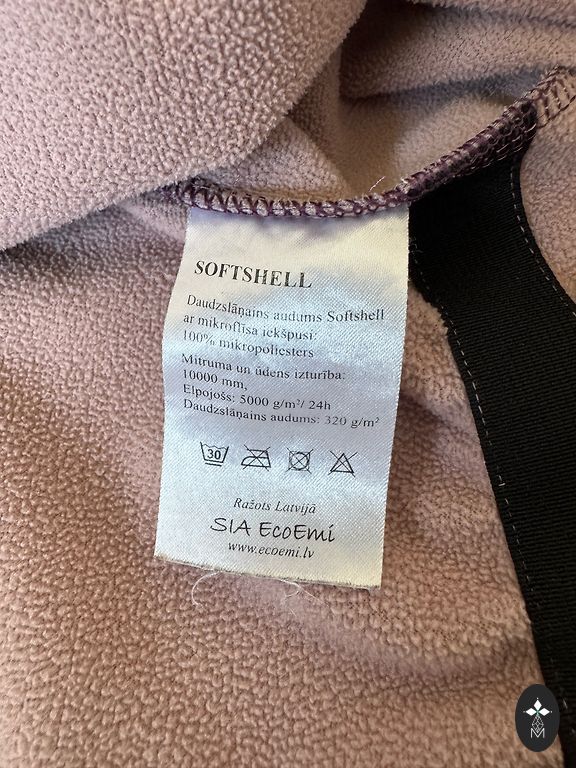 SOFTSHELL
Daudzslāņains audums Softshell
ar mikroflīsa iekšpusi:
100% mikropoliesters
Mitruma un ūdens izturība:
10000 mm,
Elpojošs: 5000 g/m²/ 24h
Daudzslāņains audums: 320 g/m²
30
Ražots Latvijā
SIA EcoEmi
www.ecoemi.lv
M